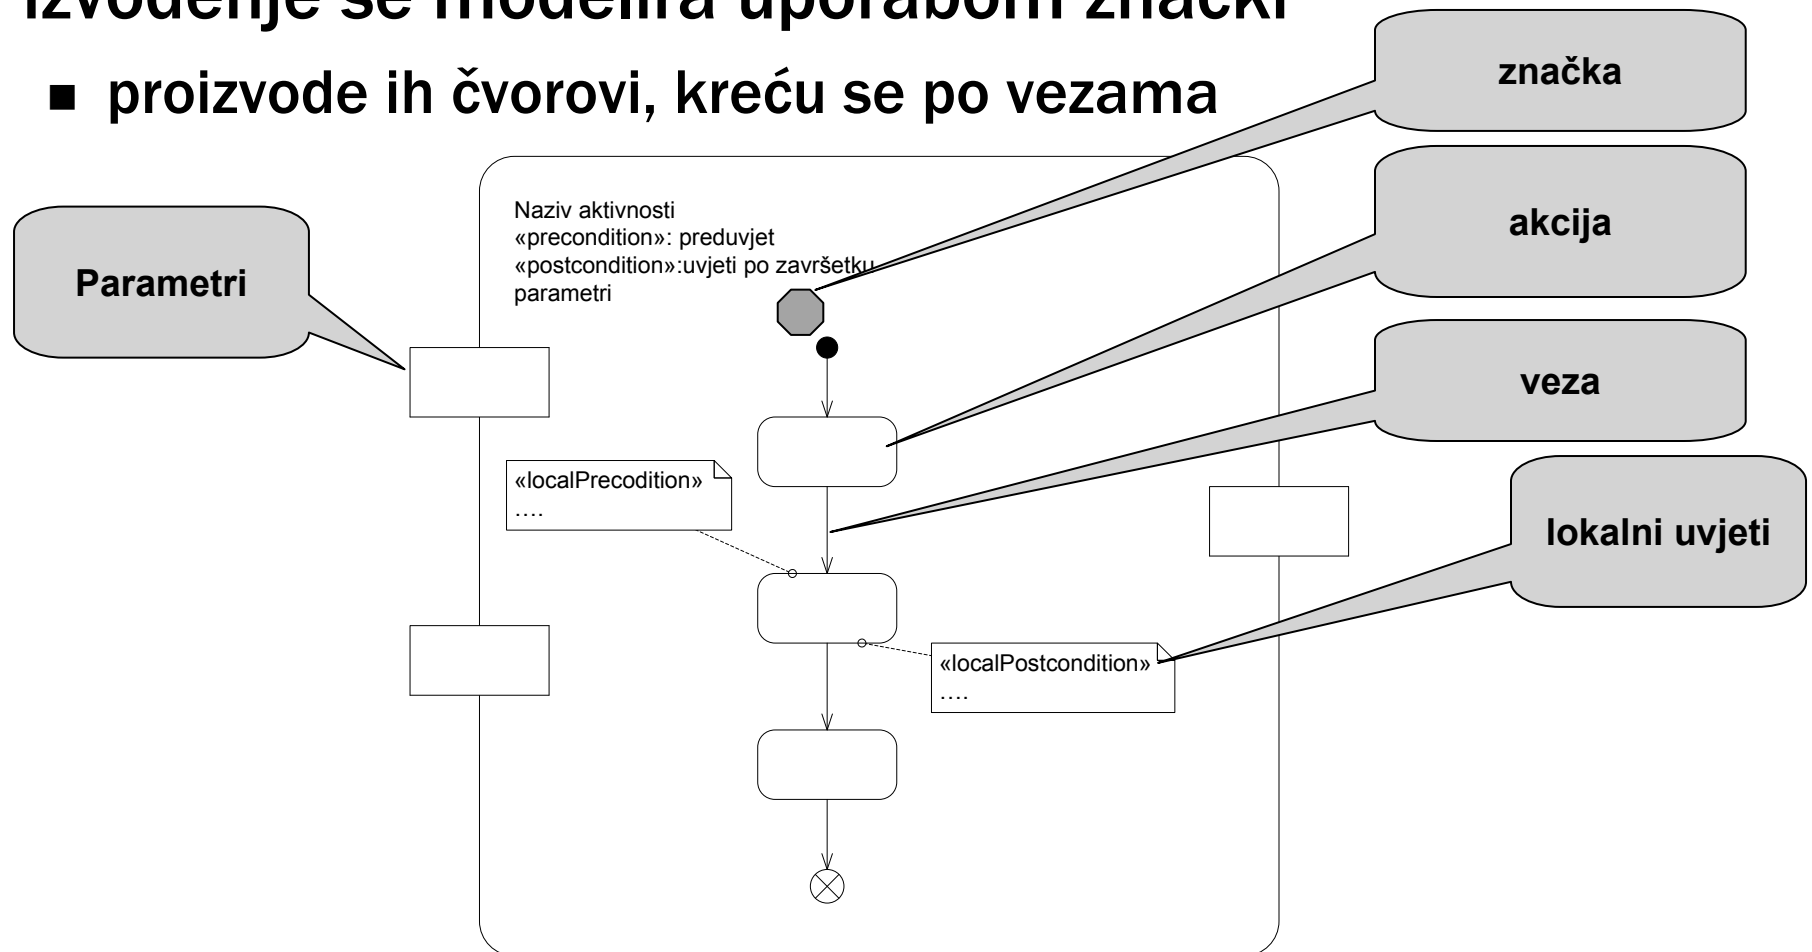 izvođenje se modelira uporabom znački
▪ proizvode ih čvorovi, kreću se po vezama
značka
Naziv aktivnosti
«precondition»: preduvjet
«postcondition»:uvjeti po završetku
parametri
akcija
Parametri
veza
«localPrecodition»
....
lokalni uvjeti
«localPostcondition»
....